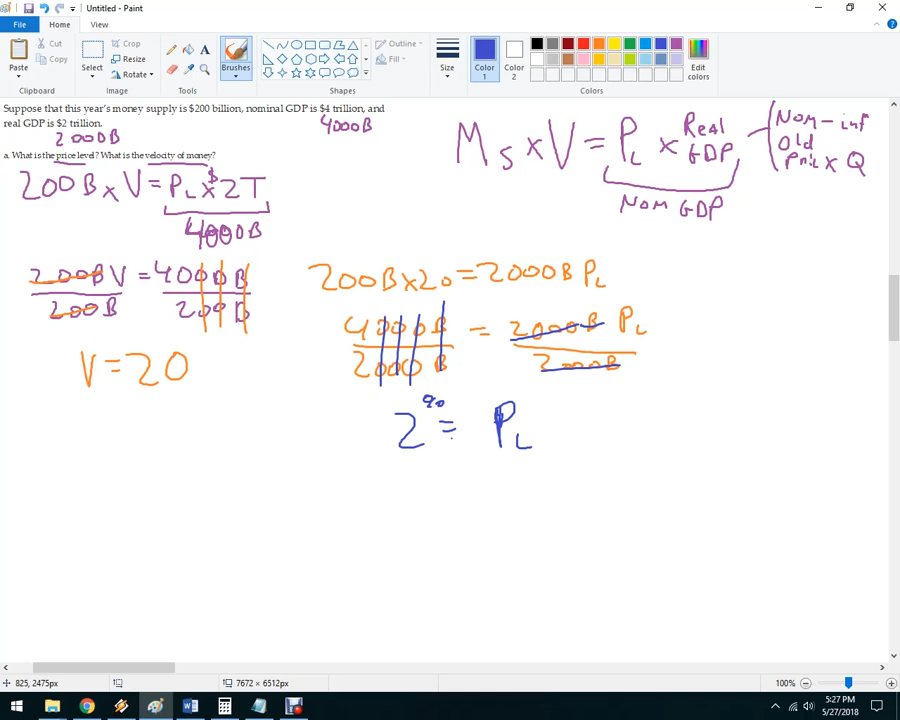 Untitled - Paint
File Home View
Paste
Cut
Copy
Clipboard
Select
Crop
Resize
Rotate
Image
Tools
Brushes
Shapes
Outline
Fill
Size
Color 1
Color 2
Edit colors
Colors
Suppose that this year's money supply is $200 billion, nominal GDP is $4 trillion, and
real GDP is $2 trillion.
2000B
4000B
a. What is the price level? What is the velocity of money?
Ms x V = PL x Real GDP
Nom GDP
Nom - inf
Old
Price x Q
200B x V = PL x $2T
4000B
200B V = 4000B
200B 200B
V = 20
200B x 20 = 2000B PL
4000B = 2000B PL
2000B 2000B
2% = PL
825, 2475px
7672 × 6512px
100%
5:27 PM
5/27/2018